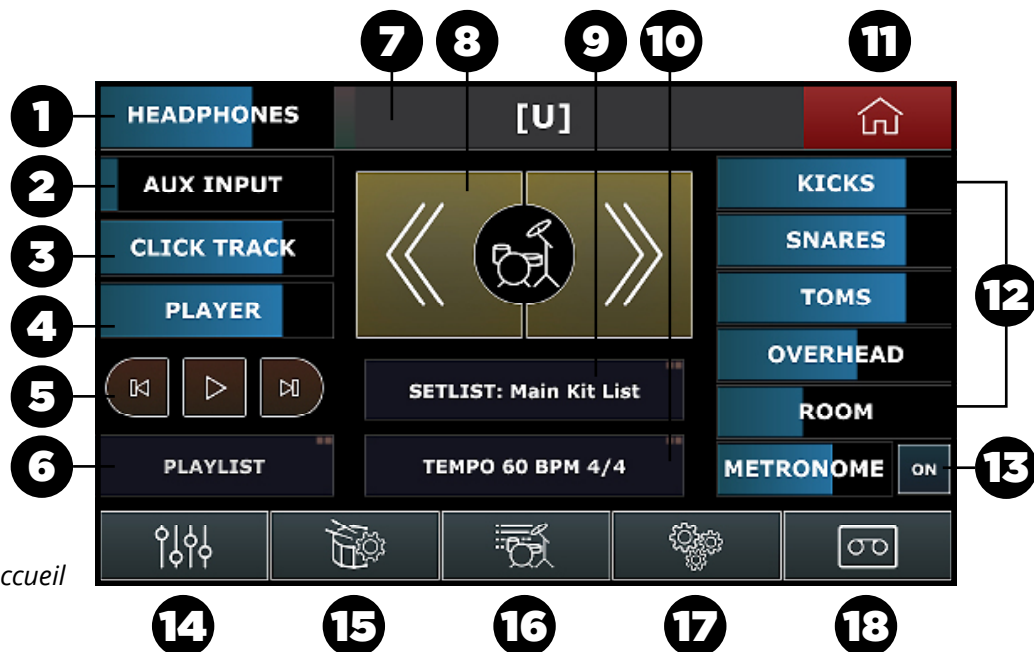 7 8 9 10 11
1 HEADPHONES [U]
2 AUX INPUT KICKS
3 CLICK TRACK SNARES
4 PLAYER TOMS 12
OVERHEAD
5 SETLIST: Main Kit List ROOM
6 PLAYLIST TEMPO 60 BPM 4/4 METRONOME ON 13
ccueil
14 15 16 17 18